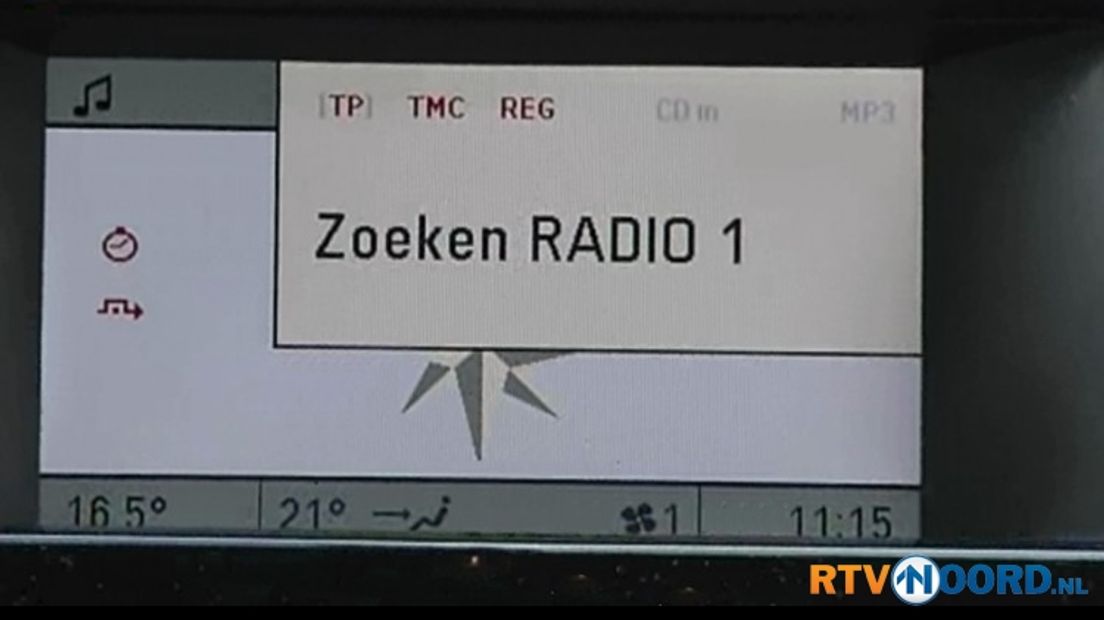 [TP] TMC REG CD in MP3
Zoeken RADIO 1
16.5° 21° 1 11:15
RTVNOORD.NL